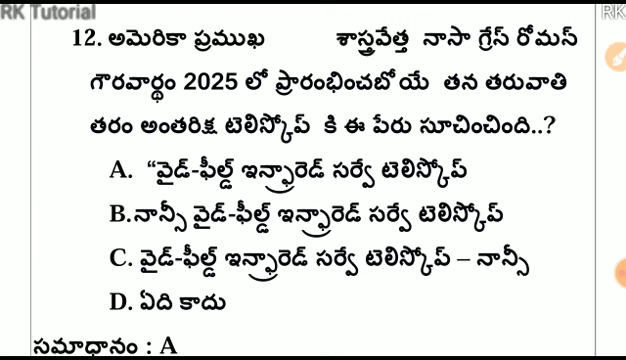 RK Tutorial
RK
12. అమెరికా ప్రముఖ శాస్త్రవేత్త నాసా గ్రేస్ రోమస్
గౌరవార్థం 2025 లో ప్రారంభించబోయే తన తరువాతి
తరం అంతరిక్ష టెలిస్కోప్ కి ఈ పేరు సూచించింది..?
A. “వైడ్-ఫీల్డ్ ఇన్ఫ్రారెడ్ సర్వే టెలిస్కోప్
B.నాన్సీ వైడ్-ఫీల్డ్ ఇన్ఫ్రారెడ్ సర్వే టెలిస్కోప్
C. వైడ్-ఫీల్డ్ ఇన్ఫ్రారెడ్ సర్వే టెలిస్కోప్ – నాన్సీ
D. ఏది కాదు
సమాధానం : A